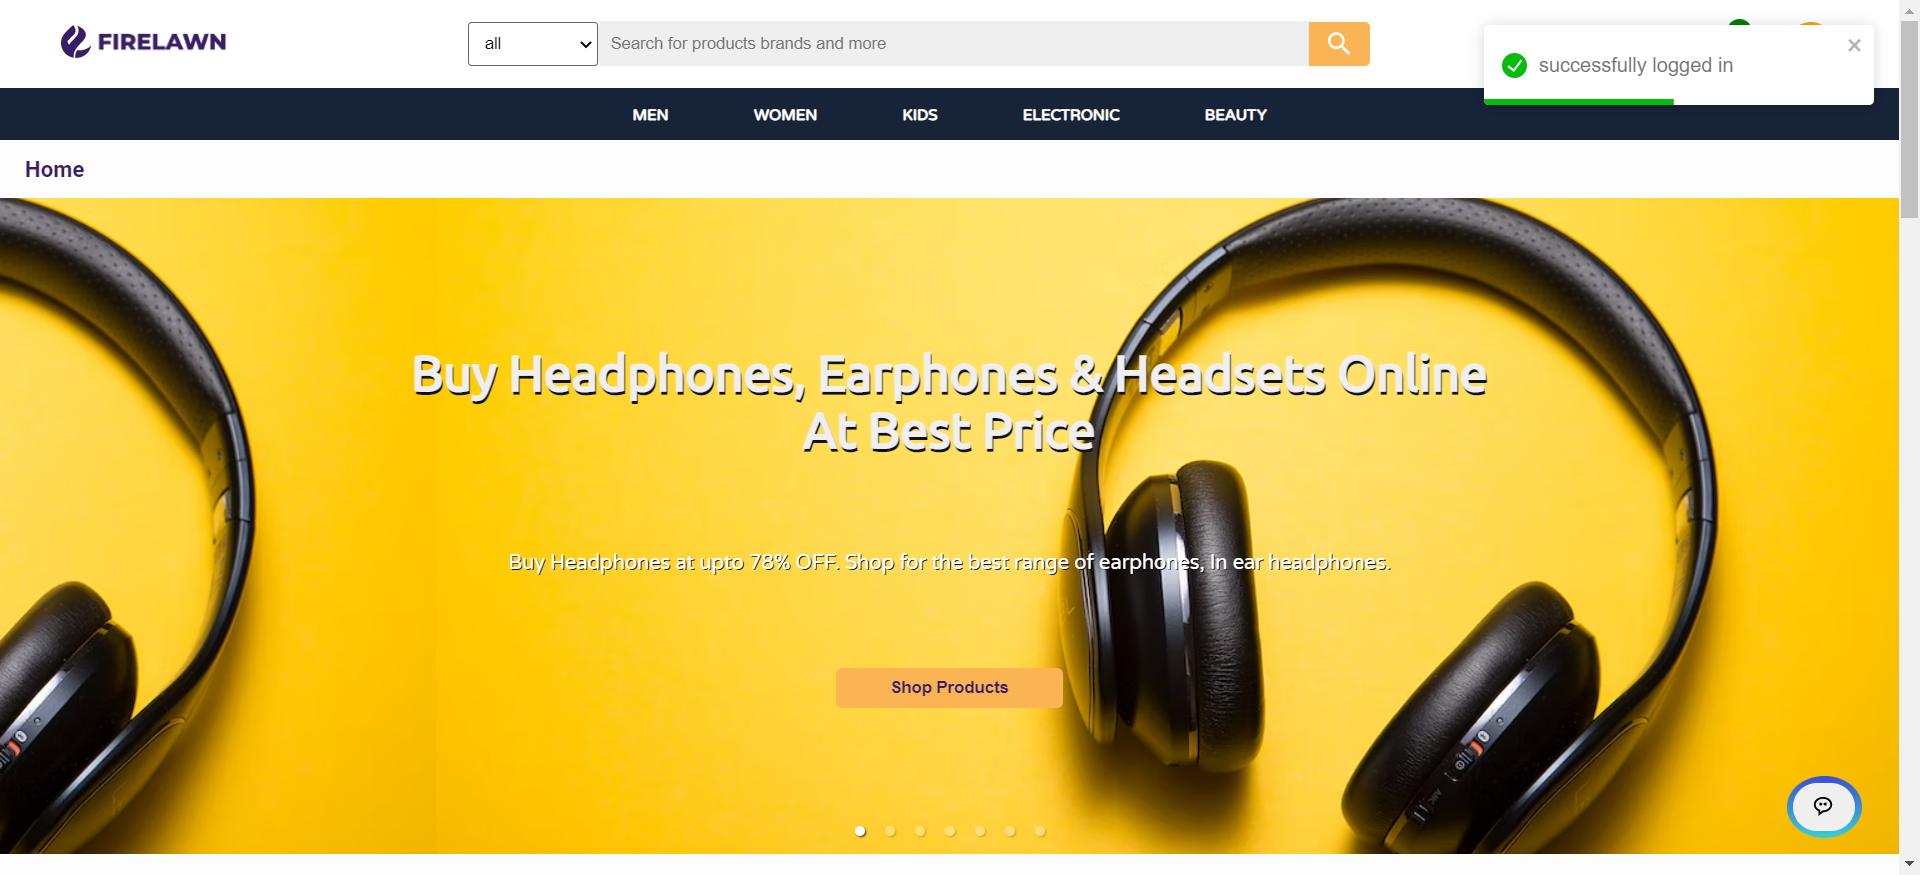 FIRELAWN
all
Search for products brands and more
successfully logged in
MEN
WOMEN
KIDS
ELECTRONIC
BEAUTY
Home
Buy Headphones, Earphones & Headsets Online
At Best Price
Buy Headphones at upto 78% OFF. Shop for the best range of earphones, In ear headphones.
Shop Products